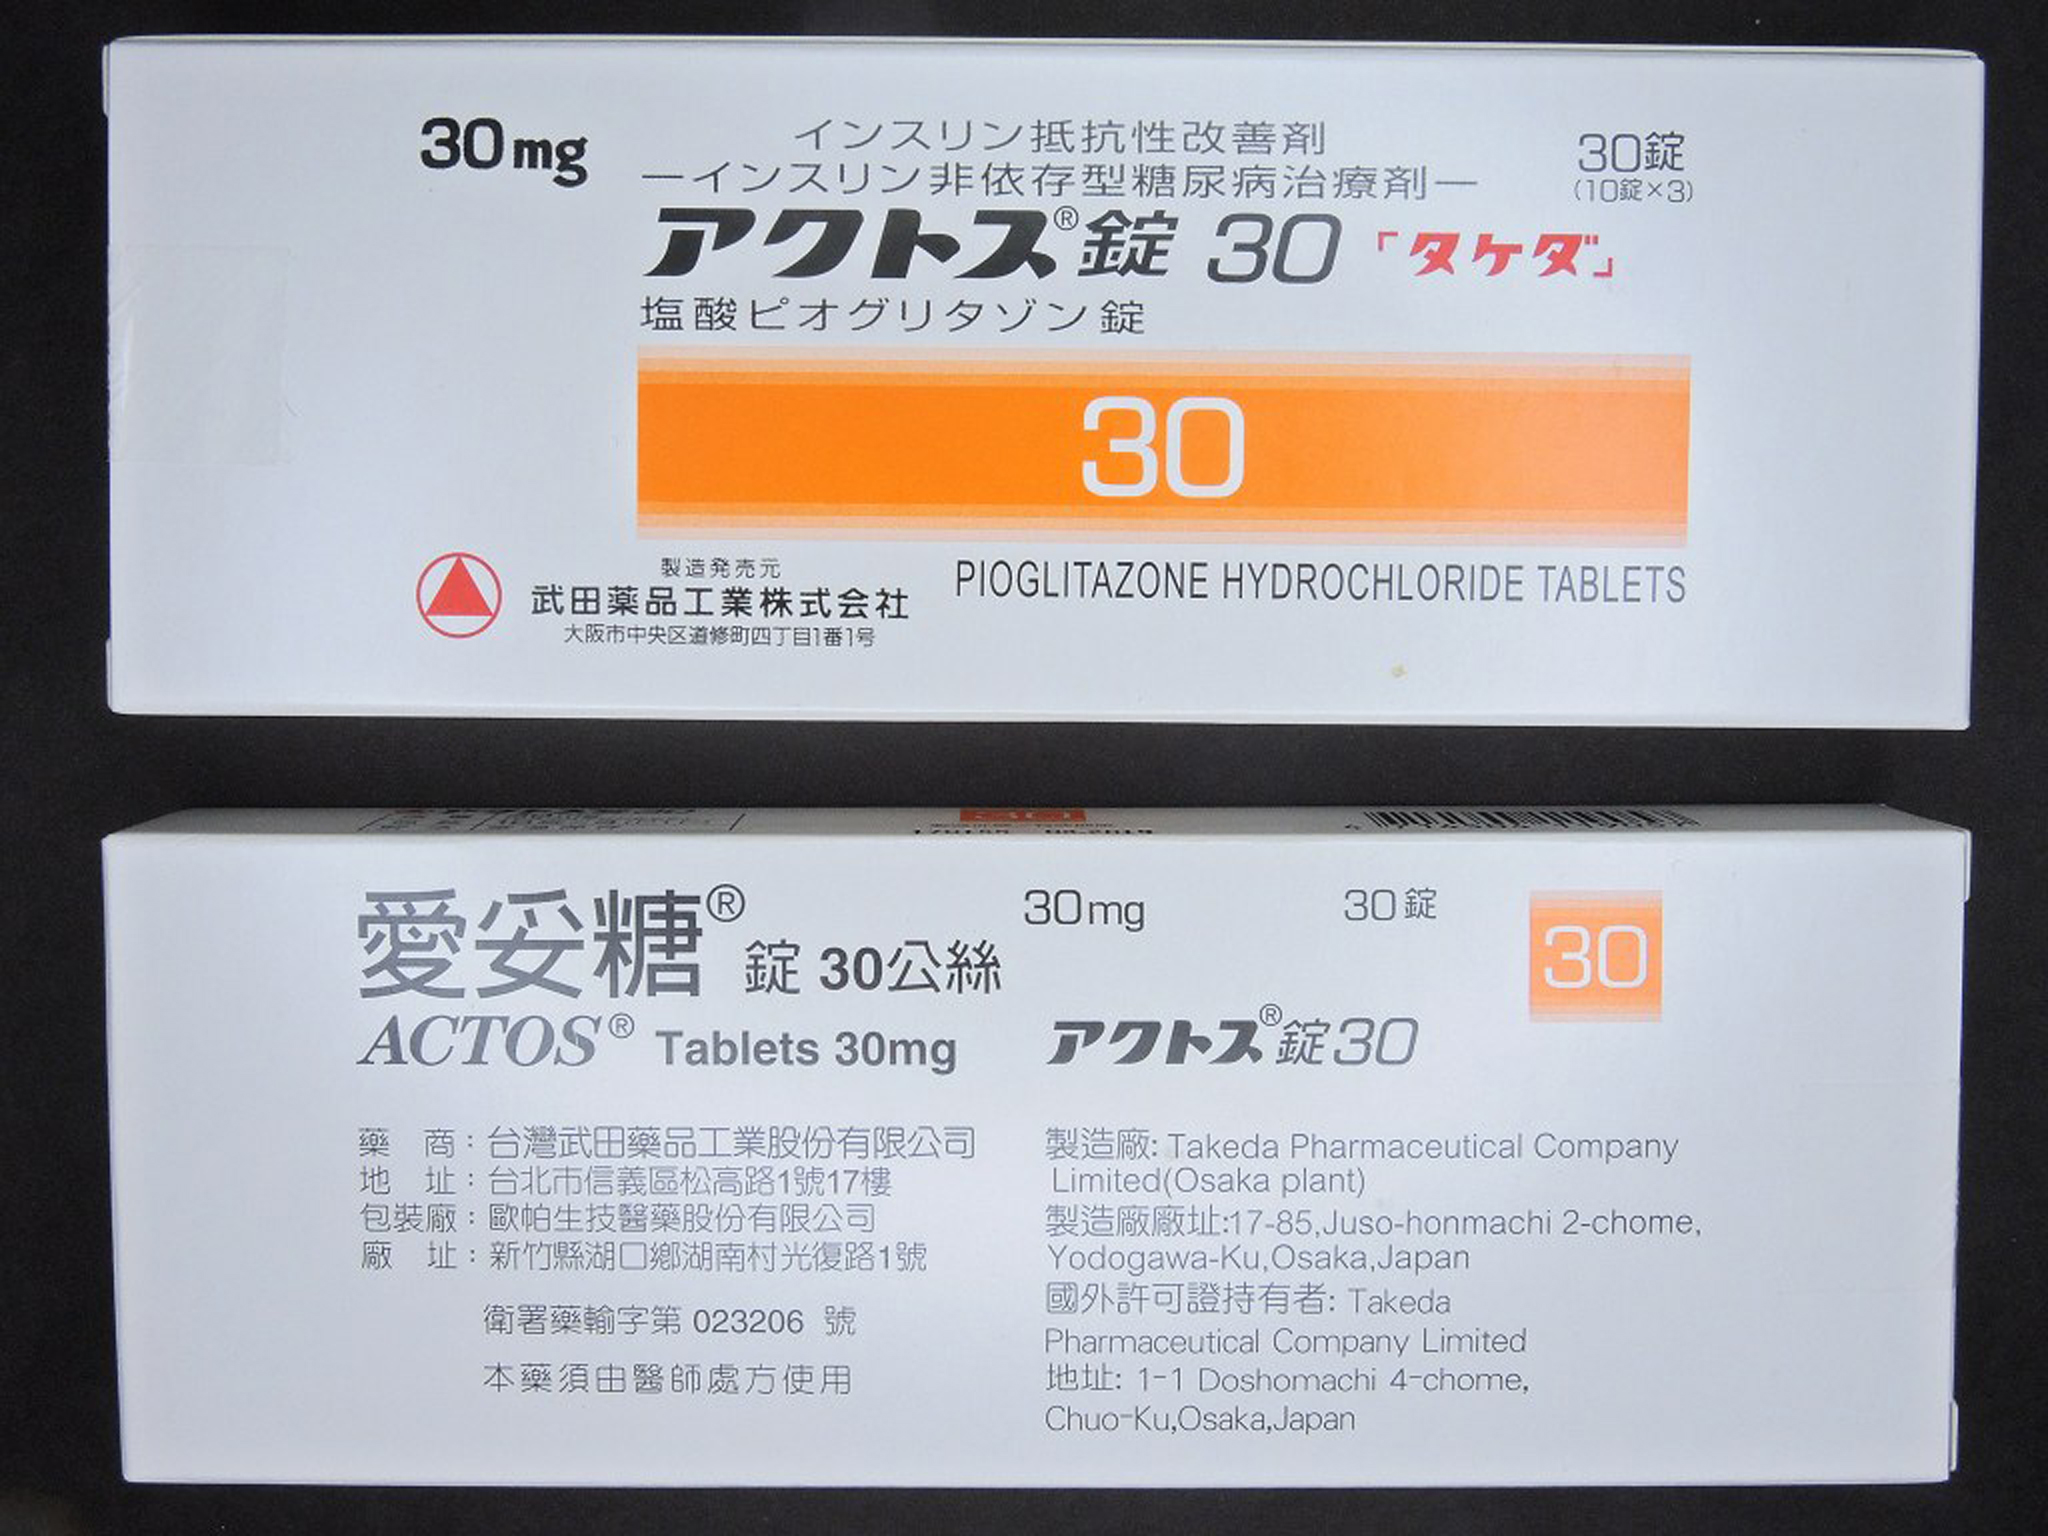 30mg
インスリン抵抗性改善剤
30錠
ーインスリン非依存型糖尿病治療剤ー
(10錠×3)
アクトス®錠 30 「タケダ」
塩酸ピオグリタゾン錠
30
PIOGLITAZONE HYDROCHLORIDE TABLETS
製造発売元
武田薬品工業株式会社
大阪市中央区道修町四丁目1番1号
30
愛妥糖®錠 30公絲
30mg 30錠
30
ACTOS® Tablets 30mg
アクトス®錠30
藥 商：台灣武田藥品工業股份有限公司
地 址：台北市信義區松高路1號17樓
包裝廠：歐帕生技醫藥股份有限公司
廠 址：新竹縣湖口鄉湖南村光復路1號
衛署藥輸字第 023206 號
本藥須由醫師處方使用
製造廠: Takeda Pharmaceutical Company
Limited(Osaka plant)
製造廠廠址:17-85,Juso-honmachi 2-chome,
Yodogawa-Ku,Osaka,Japan
國外許可證持有者: Takeda
Pharmaceutical Company Limited
地址: 1-1 Doshomachi 4-chome,
Chuo-Ku,Osaka,Japan